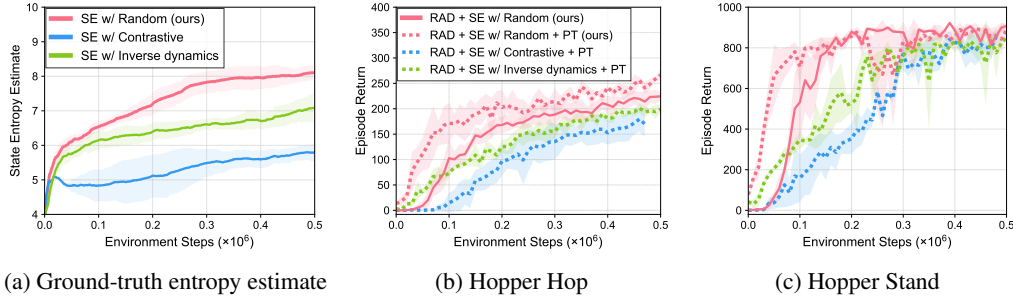 10
9
8
7
6
5
4
State Entropy Estimate
SE w/ Random (ours)
SE w/ Contrastive
SE w/ Inverse dynamics
0.0 0.1 0.2 0.3 0.4 0.5
Environment Steps (×10⁶)
(a) Ground-truth entropy estimate
400
350
300
250
200
150
100
50
0
Episode Return
RAD + SE w/ Random (ours)
RAD + SE w/ Random + PT (ours)
RAD + SE w/ Contrastive + PT
RAD + SE w/ Inverse dynamics + PT
0.0 0.1 0.2 0.3 0.4 0.5
Environment Steps (×10⁶)
(b) Hopper Hop
1000
800
600
400
200
0
Episode Return
0.0 0.1 0.2 0.3 0.4 0.5
Environment Steps (×10⁶)
(c) Hopper Stand